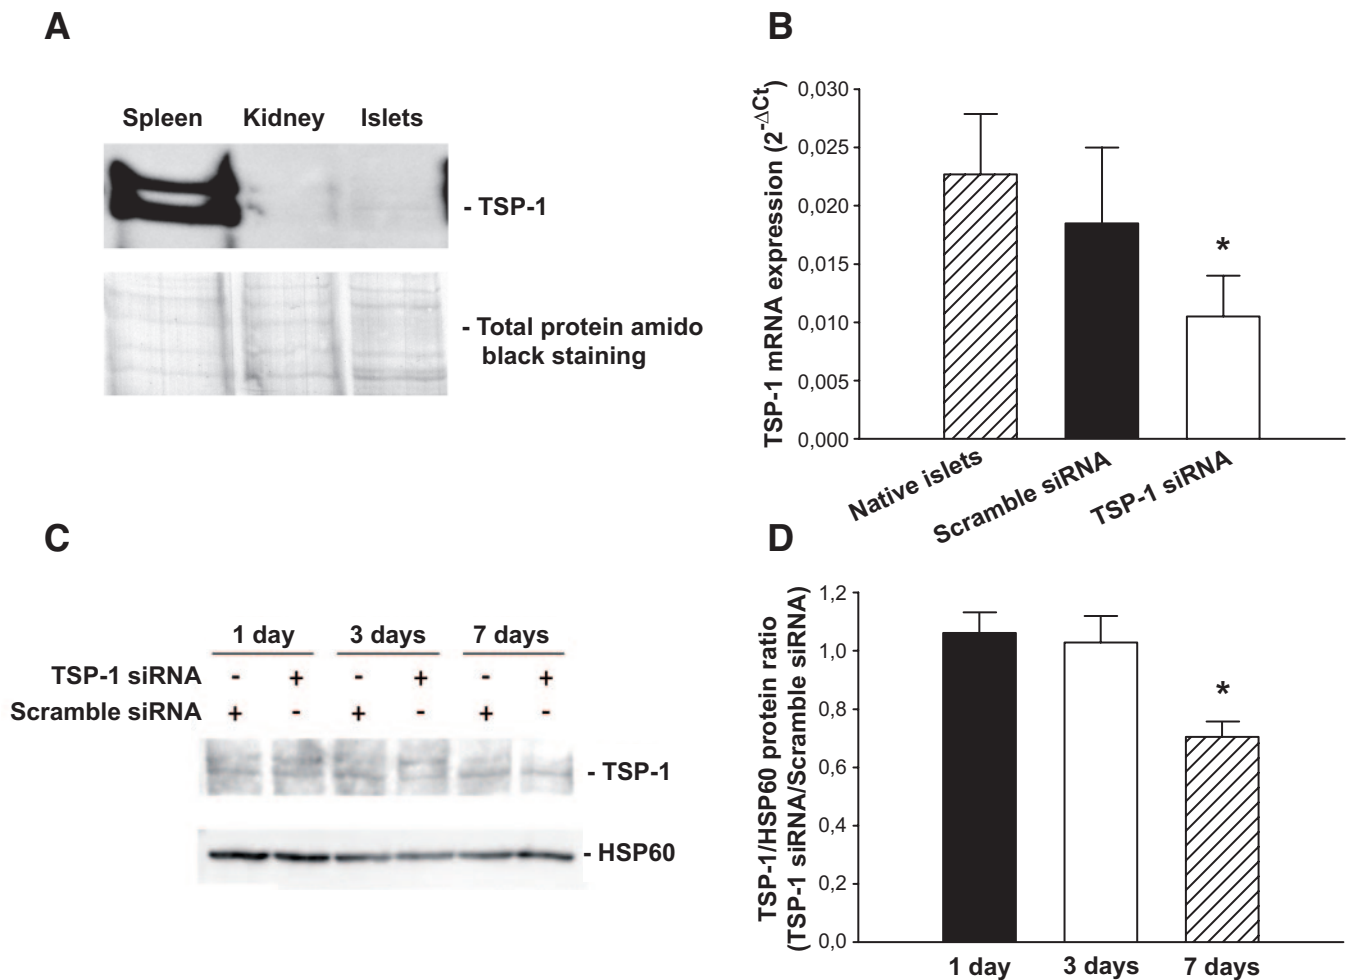 A
Spleen Kidney Islets
- TSP-1
- Total protein amido
black staining
B
TSP-1 mRNA expression (2^-ΔCt)
0,030
0,025
0,020
0,015
0,010
0,005
0,000
*
Native islets
Scramble siRNA
TSP-1 siRNA
C
1 day 3 days 7 days
TSP-1 siRNA - + - + - +
Scramble siRNA + - + - + -
- TSP-1
- HSP60
D
TSP-1/HSP60 protein ratio
(TSP-1 siRNA/Scramble siRNA)
1,2
1,0
0,8
0,6
0,4
0,2
0,0
*
1 day 3 days 7 days